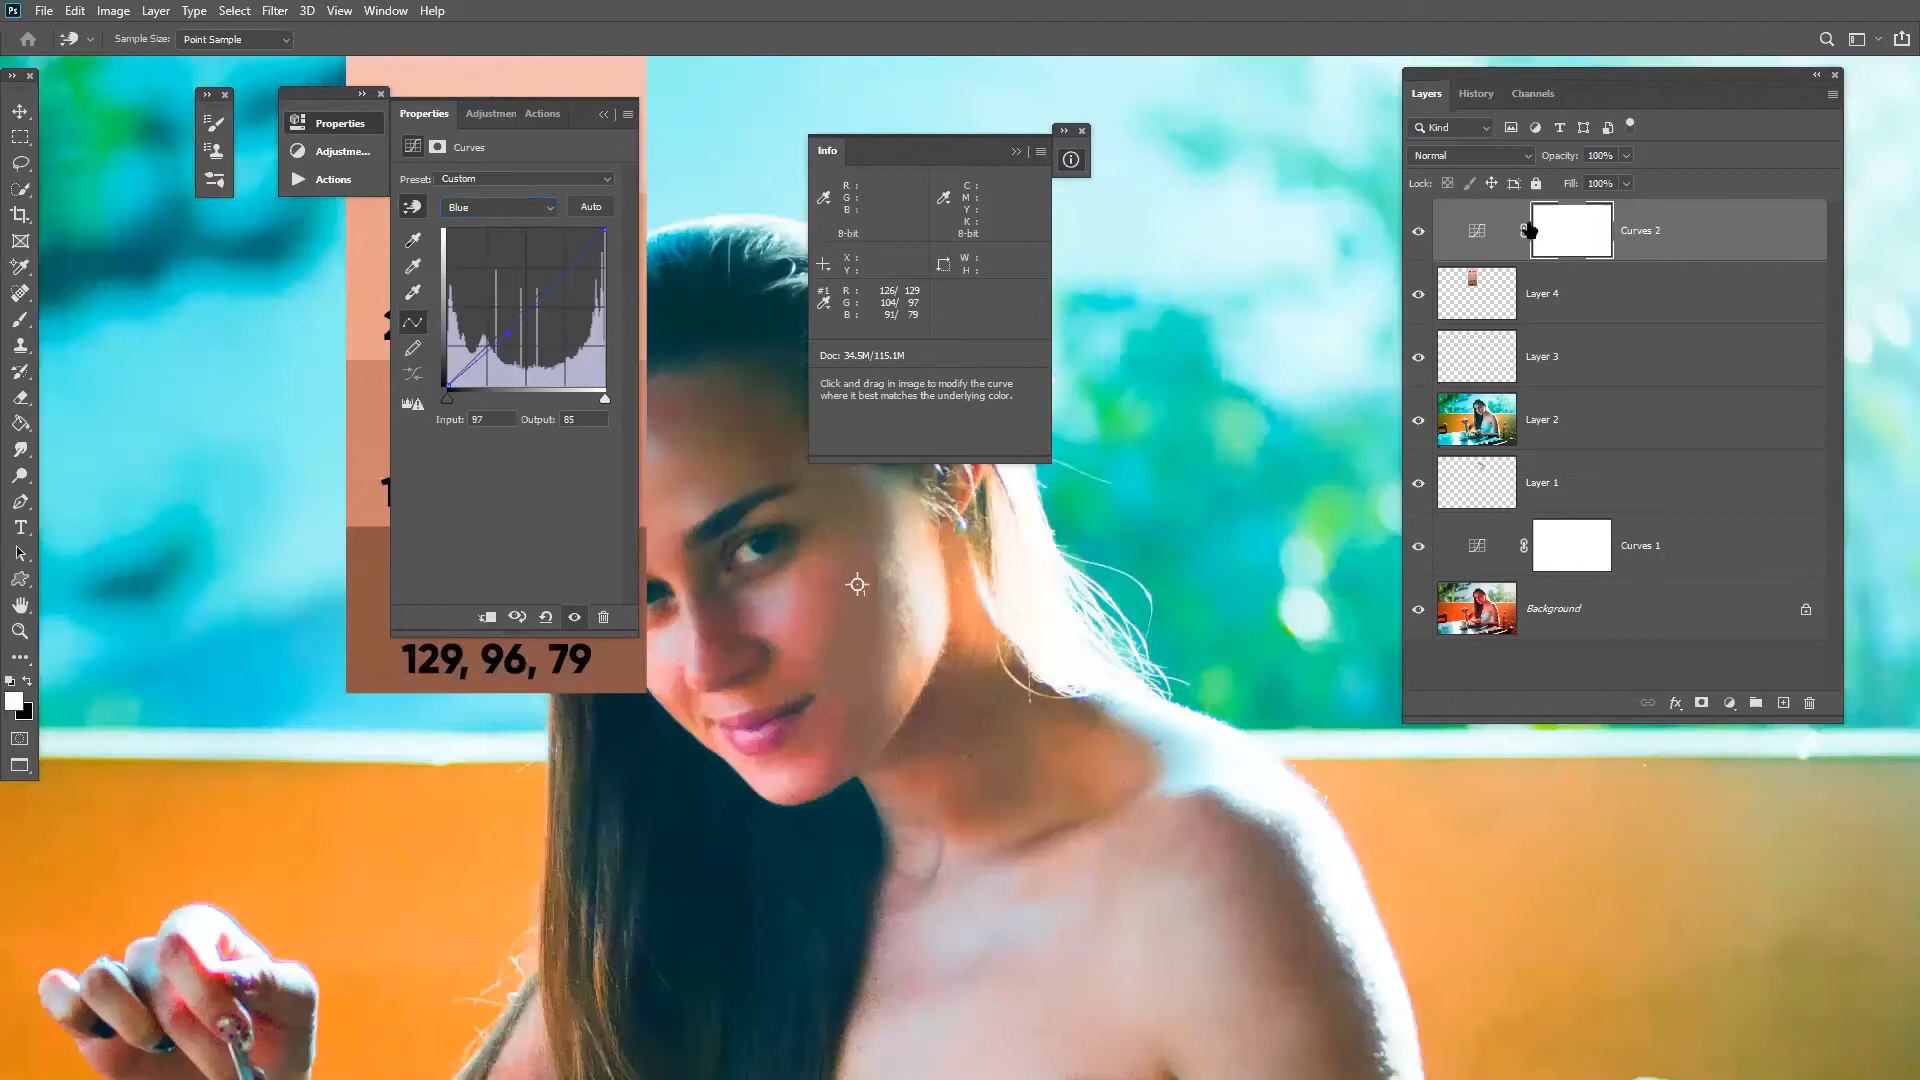 Ps File Edit Image Layer Type Select Filter 3D View Window Help
Sample Size: Point Sample
Properties
Adjustme...
Actions
Properties Adjustmen Actions
Curves
Preset: Custom
Blue Auto
Input: 97 Output: 85
129, 96, 79
Info
R :
G :
B :
8-bit
C :
M :
Y :
K :
8-bit
X :
Y :
W :
H :
#1 R : 126/ 129
G : 104/ 97
B : 91/ 79
Doc: 34.5M/115.1M
Click and drag in image to modify the curve
where it best matches the underlying color.
1
Layers History Channels
Kind
Normal Opacity: 100%
Lock: Fill: 100%
Curves 2
Layer 4
Layer 3
Layer 2
Layer 1
Curves 1
Background
fx